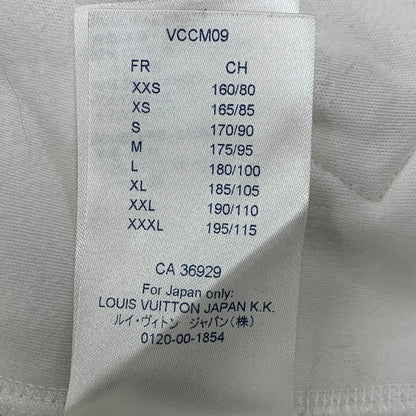 VCCM09
FR CH
XXS 160/80
XS 165/85
S 170/90
M 175/95
L 180/100
XL 185/105
XXL 190/110
XXXL 195/115
CA 36929
For Japan only:
LOUIS VUITTON JAPAN K.K.
ルイ・ヴィトン ジャパン(株)
0120-00-1854